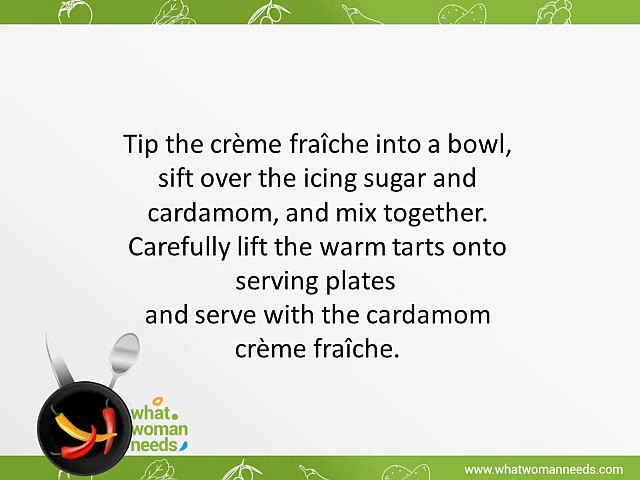 Tip the crème fraîche into a bowl,
sift over the icing sugar and
cardamom, and mix together.
Carefully lift the warm tarts onto
serving plates
and serve with the cardamom
crème fraîche.
what
woman
needs
www.whatwomanneeds.com